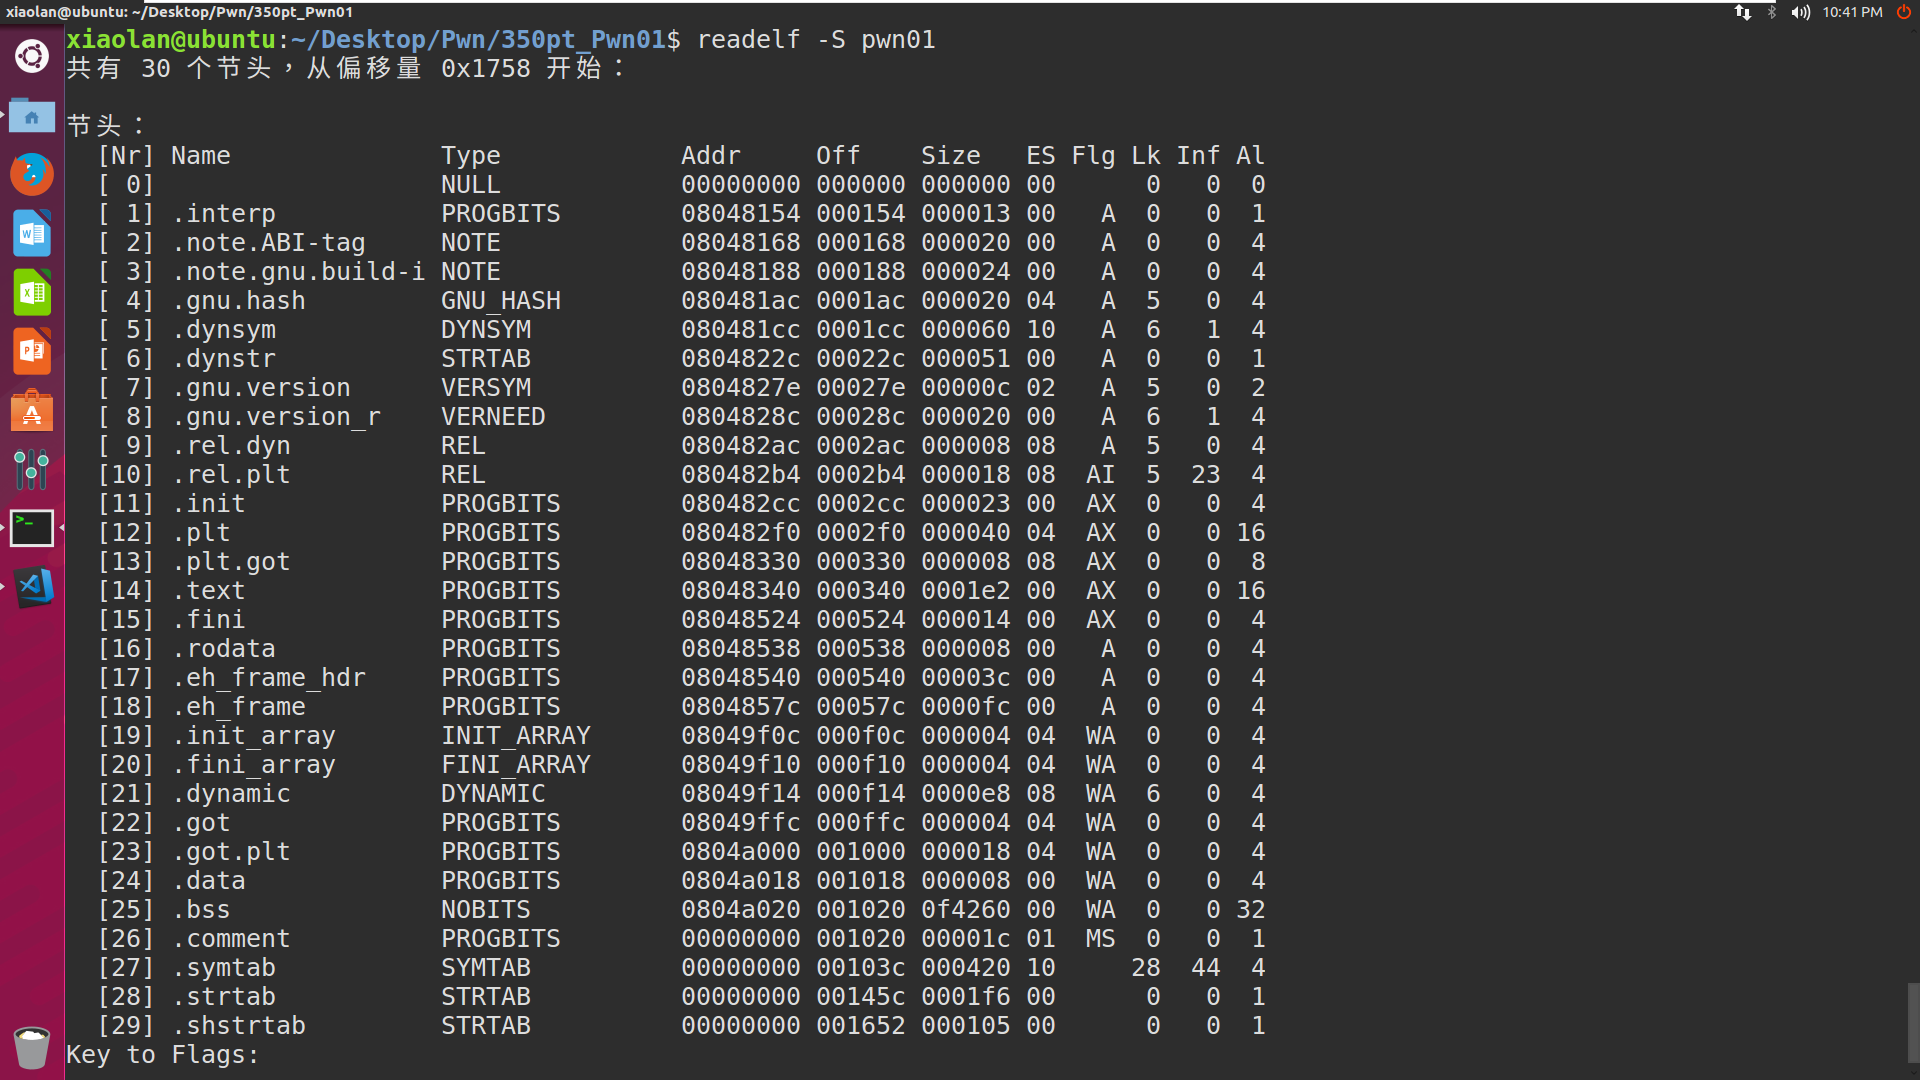 xiaolan@ubuntu: ~/Desktop/Pwn/350pt_Pwn01
10:41 PM
xiaolan@ubuntu:~/Desktop/Pwn/350pt_Pwn01$ readelf -S pwn01
共有 30 个节头，从偏移量 0x1758 开始：
节头：
[Nr] Name Type Addr Off Size ES Flg Lk Inf Al
[ 0] NULL 00000000 000000 000000 00 0 0 0
[ 1] .interp PROGBITS 08048154 000154 000013 00 A 0 0 1
[ 2] .note.ABI-tag NOTE 08048168 000168 000020 00 A 0 0 4
[ 3] .note.gnu.build-i NOTE 08048188 000188 000024 00 A 0 0 4
[ 4] .gnu.hash GNU_HASH 080481ac 0001ac 000020 04 A 5 0 4
[ 5] .dynsym DYNSYM 080481cc 0001cc 000060 10 A 6 1 4
[ 6] .dynstr STRTAB 0804822c 00022c 000051 00 A 0 0 1
[ 7] .gnu.version VERSYM 0804827e 00027e 00000c 02 A 5 0 2
[ 8] .gnu.version_r VERNEED 0804828c 00028c 000020 00 A 6 1 4
[ 9] .rel.dyn REL 080482ac 0002ac 000008 08 A 5 0 4
[10] .rel.plt REL 080482b4 0002b4 000018 08 AI 5 23 4
[11] .init PROGBITS 080482cc 0002cc 000023 00 AX 0 0 4
[12] .plt PROGBITS 080482f0 0002f0 000040 04 AX 0 0 16
[13] .plt.got PROGBITS 08048330 000330 000008 08 AX 0 0 8
[14] .text PROGBITS 08048340 000340 0001e2 00 AX 0 0 16
[15] .fini PROGBITS 08048524 000524 000014 00 AX 0 0 4
[16] .rodata PROGBITS 08048538 000538 000008 00 A 0 0 4
[17] .eh_frame_hdr PROGBITS 08048540 000540 00003c 00 A 0 0 4
[18] .eh_frame PROGBITS 0804857c 00057c 0000fc 00 A 0 0 4
[19] .init_array INIT_ARRAY 08049f0c 000f0c 000004 04 WA 0 0 4
[20] .fini_array FINI_ARRAY 08049f10 000f10 000004 04 WA 0 0 4
[21] .dynamic DYNAMIC 08049f14 000f14 0000e8 08 WA 6 0 4
[22] .got PROGBITS 08049ffc 000ffc 000004 04 WA 0 0 4
[23] .got.plt PROGBITS 0804a000 001000 000018 04 WA 0 0 4
[24] .data PROGBITS 0804a018 001018 000008 00 WA 0 0 4
[25] .bss NOBITS 0804a020 001020 0f4260 00 WA 0 0 32
[26] .comment PROGBITS 00000000 001020 00001c 01 MS 0 0 1
[27] .symtab SYMTAB 00000000 00103c 000420 10 28 44 4
[28] .strtab STRTAB 00000000 00145c 0001f6 00 0 0 1
[29] .shstrtab STRTAB 00000000 001652 000105 00 0 0 1
Key to Flags: